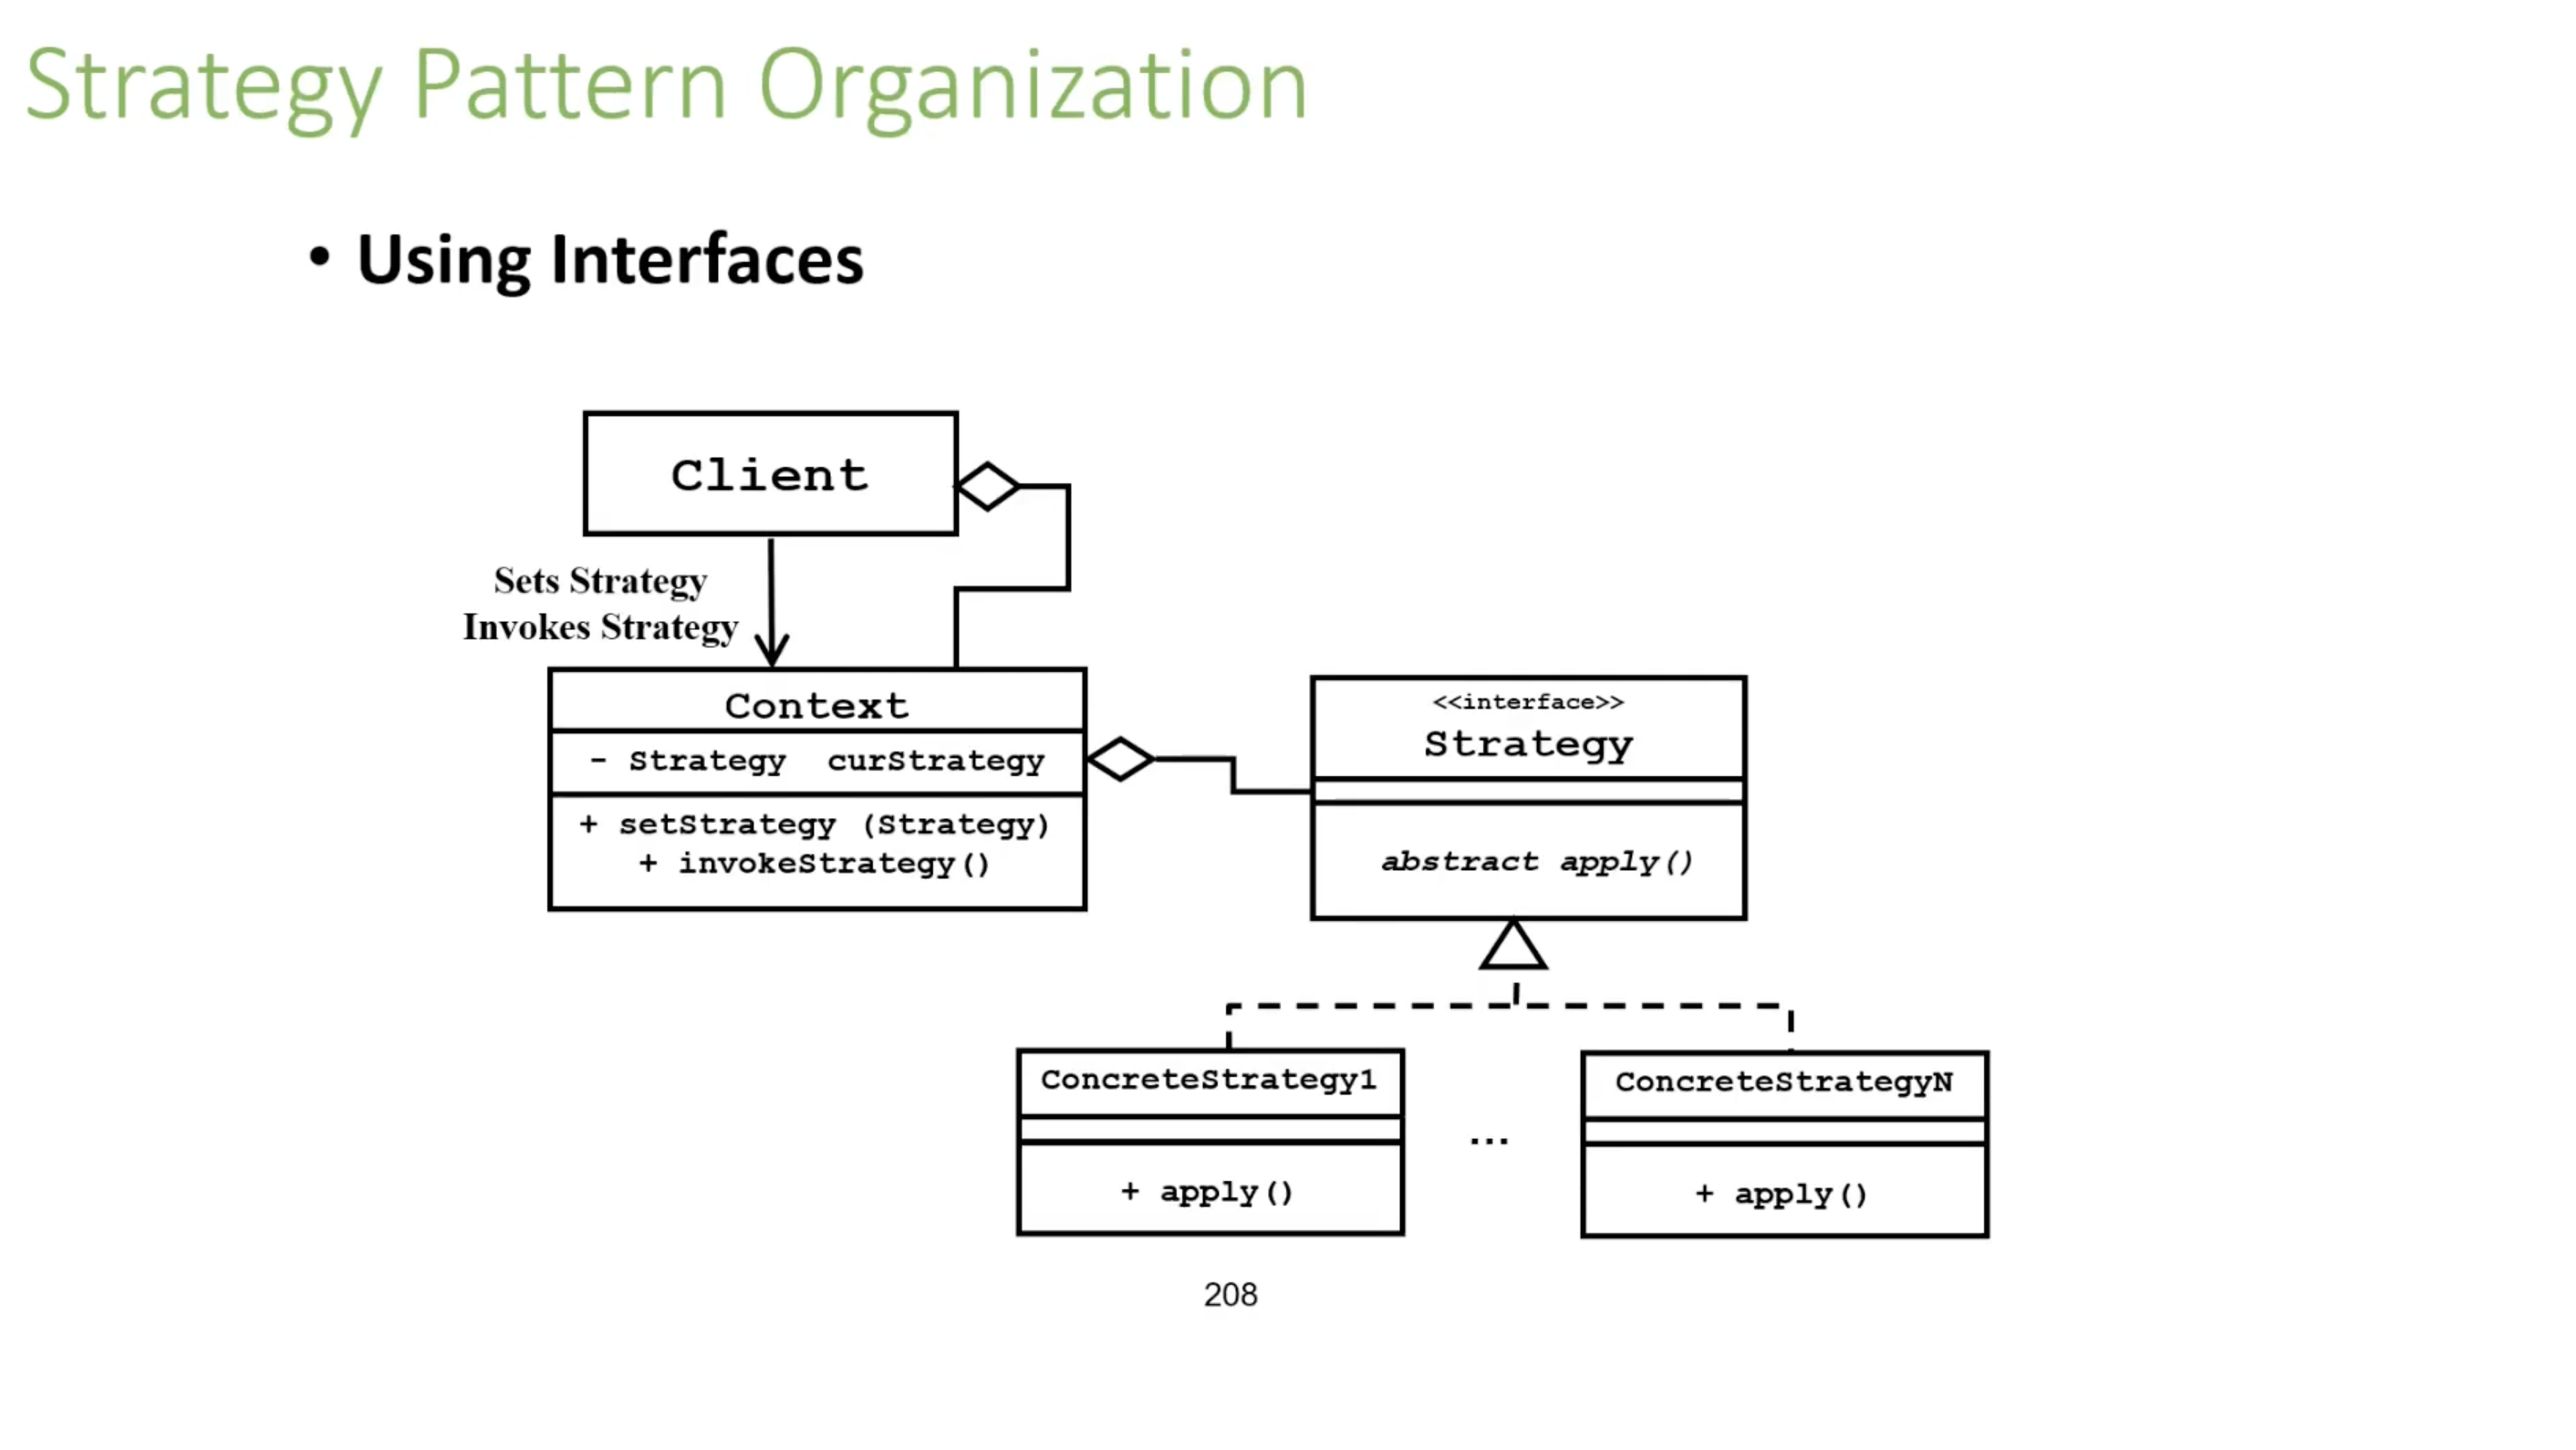 Strategy Pattern Organization
• Using Interfaces
Client
Sets Strategy
Invokes Strategy
Context
- Strategy curStrategy
+ setStrategy (Strategy)
+ invokeStrategy()
<<interface>>
Strategy
abstract apply()
ConcreteStrategy1
+ apply()
...
ConcreteStrategyN
+ apply()
208